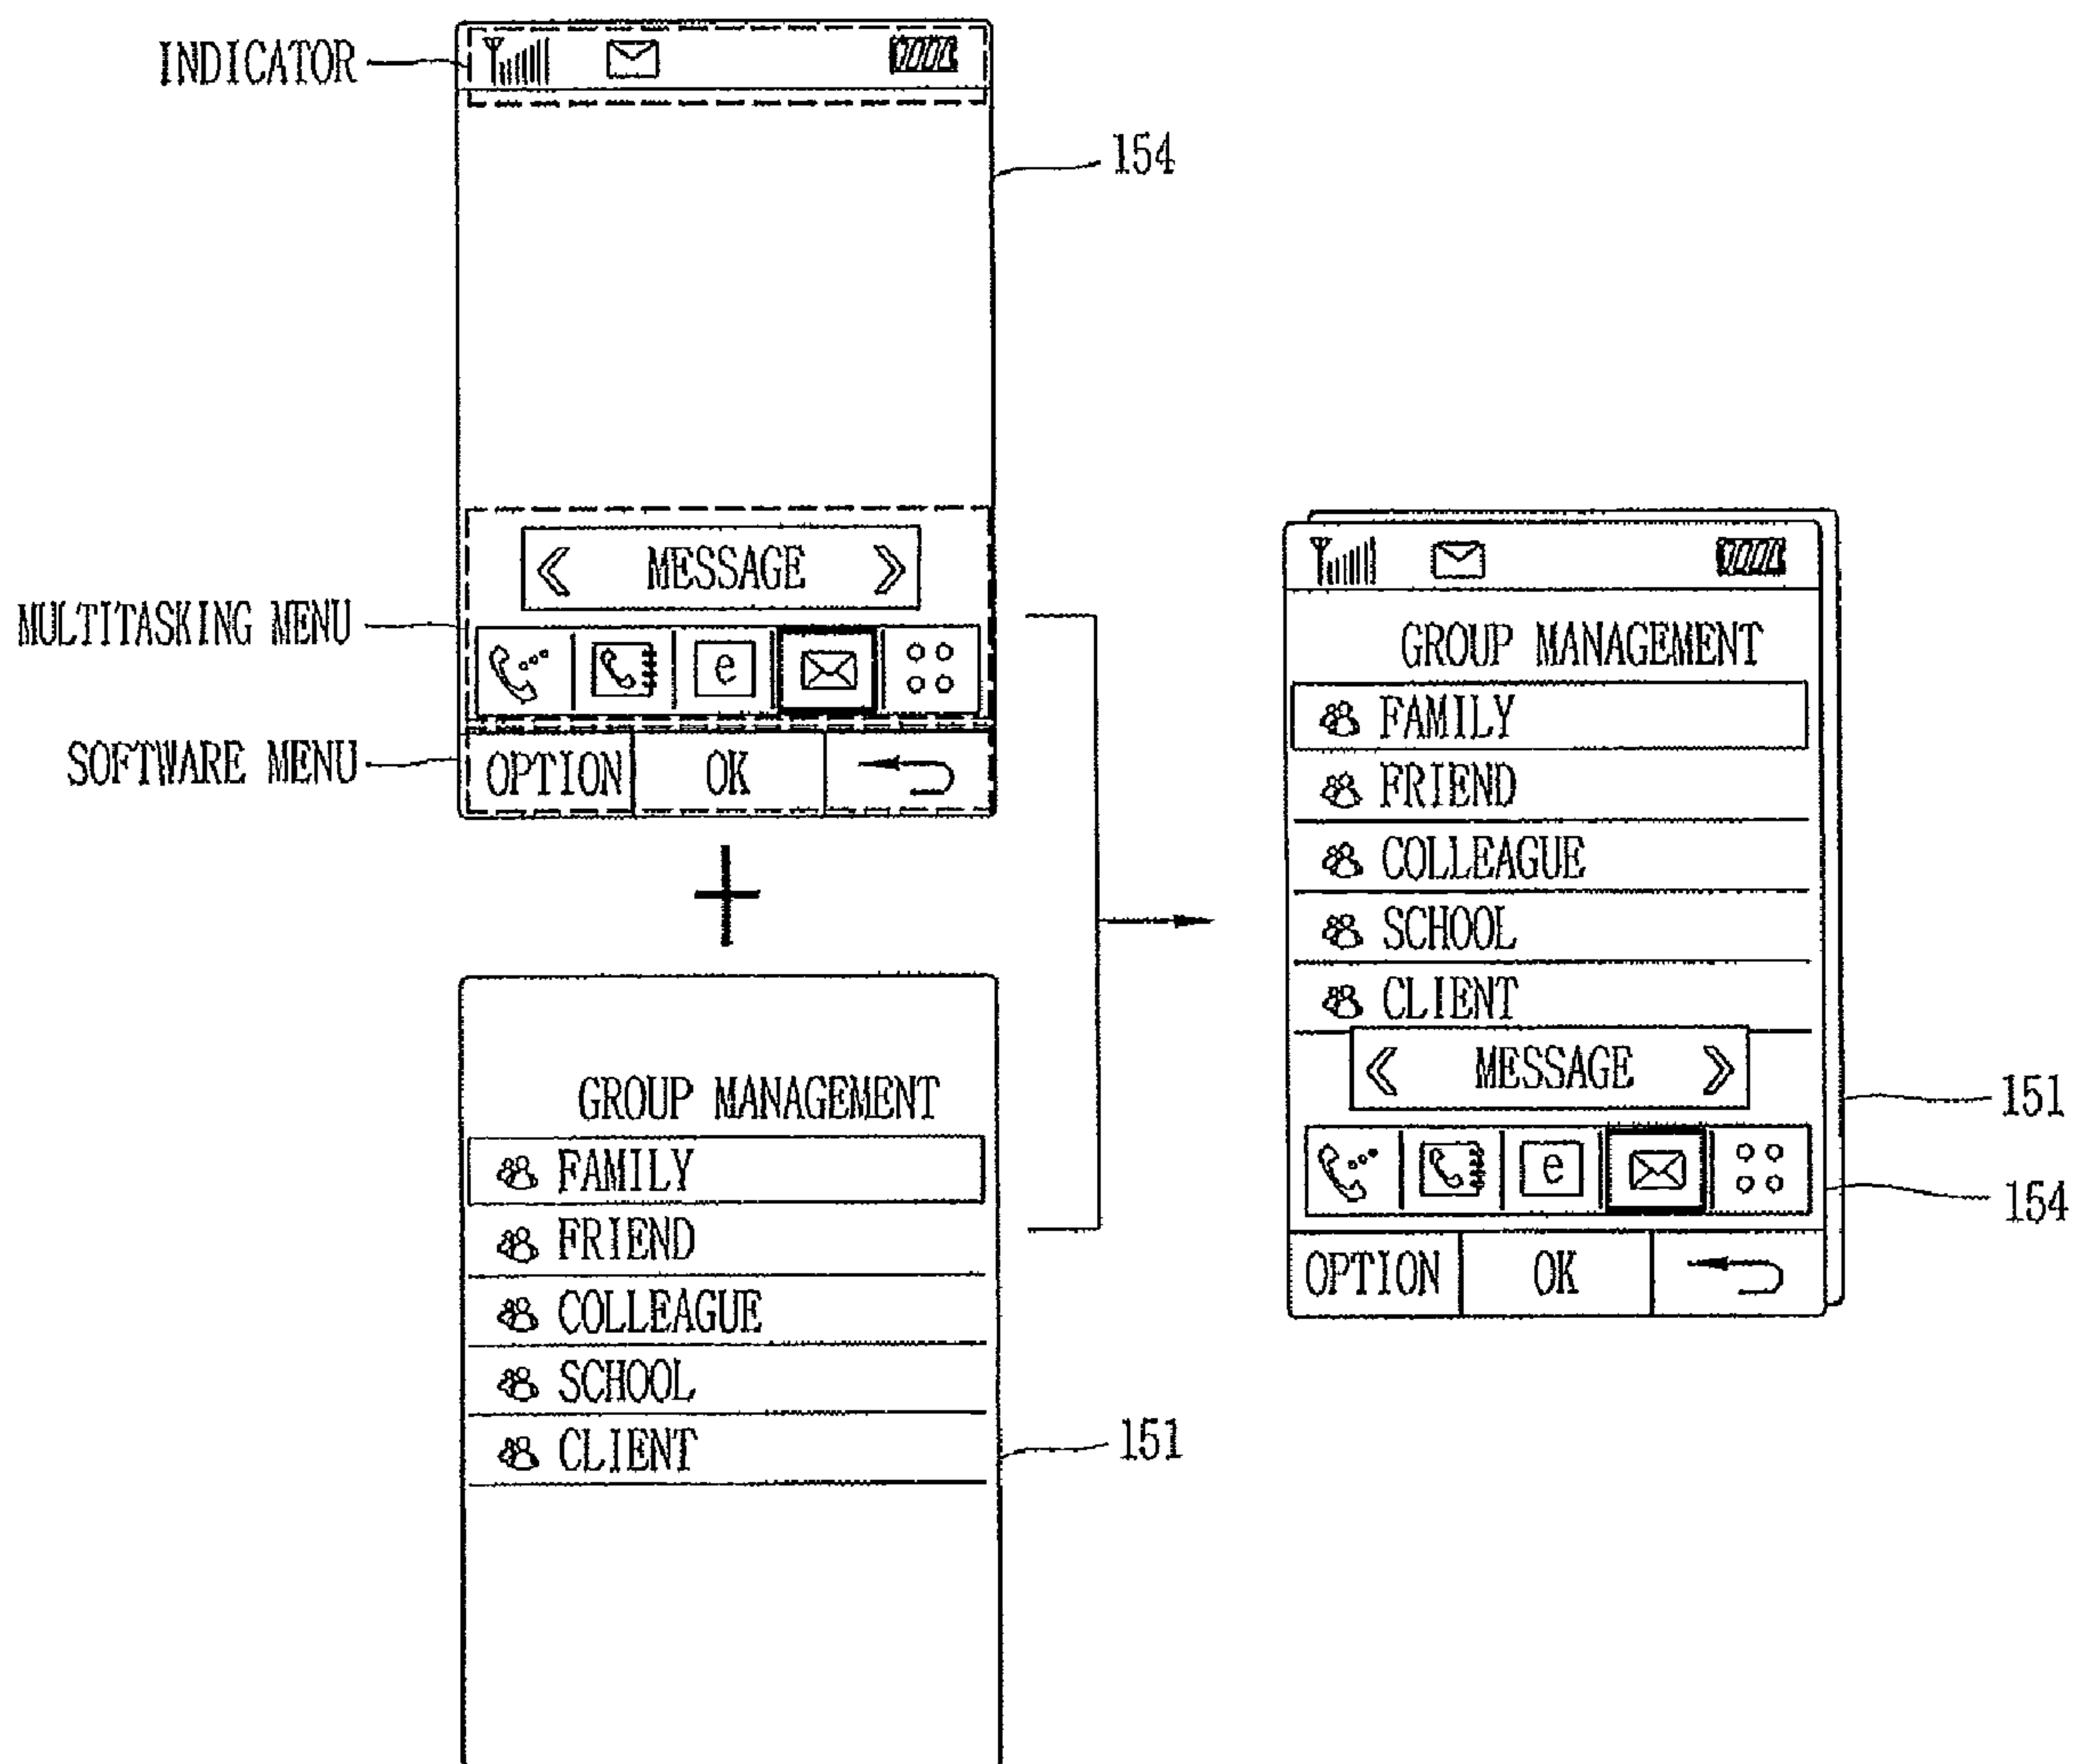 INDICATOR
154
« MESSAGE »
MULTITASKING MENU
e
SOFTWARE MENU
OPTION OK
+
GROUP MANAGEMENT
FAMILY
FRIEND
COLLEAGUE
SCHOOL
CLIENT
151
GROUP MANAGEMENT
FAMILY
FRIEND
COLLEAGUE
SCHOOL
CLIENT
« MESSAGE »
151
e
154
OPTION OK